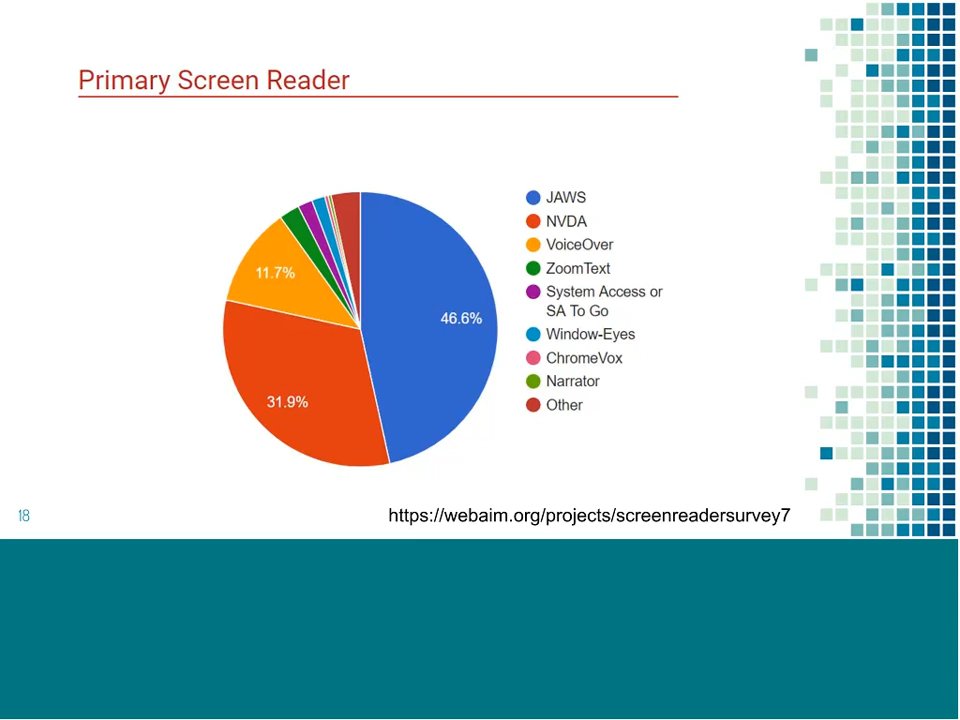 Primary Screen Reader
46.6%
31.9%
11.7%
JAWS
NVDA
VoiceOver
ZoomText
System Access or
SA To Go
Window-Eyes
ChromeVox
Narrator
Other
18
https://webaim.org/projects/screenreadersurvey7